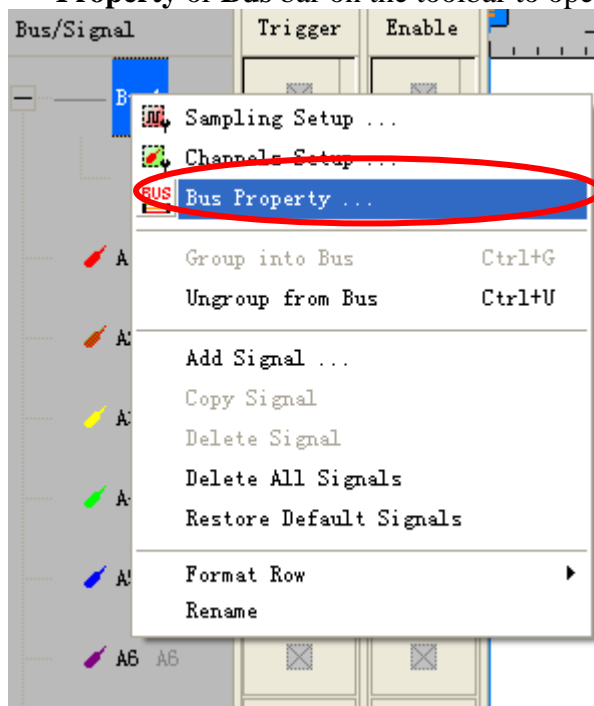 Property or Bus bar on the toolbar to ope
Bus/Signal Trigger Enable
Sampling Setup ...
Channels Setup ...
BUS Bus Property ...
A Group into Bus Ctrl+G
Ungroup from Bus Ctrl+U
Add Signal ...
Copy Signal
Delete Signal
Delete All Signals
Restore Default Signals
Format Row
Rename
A6 A6